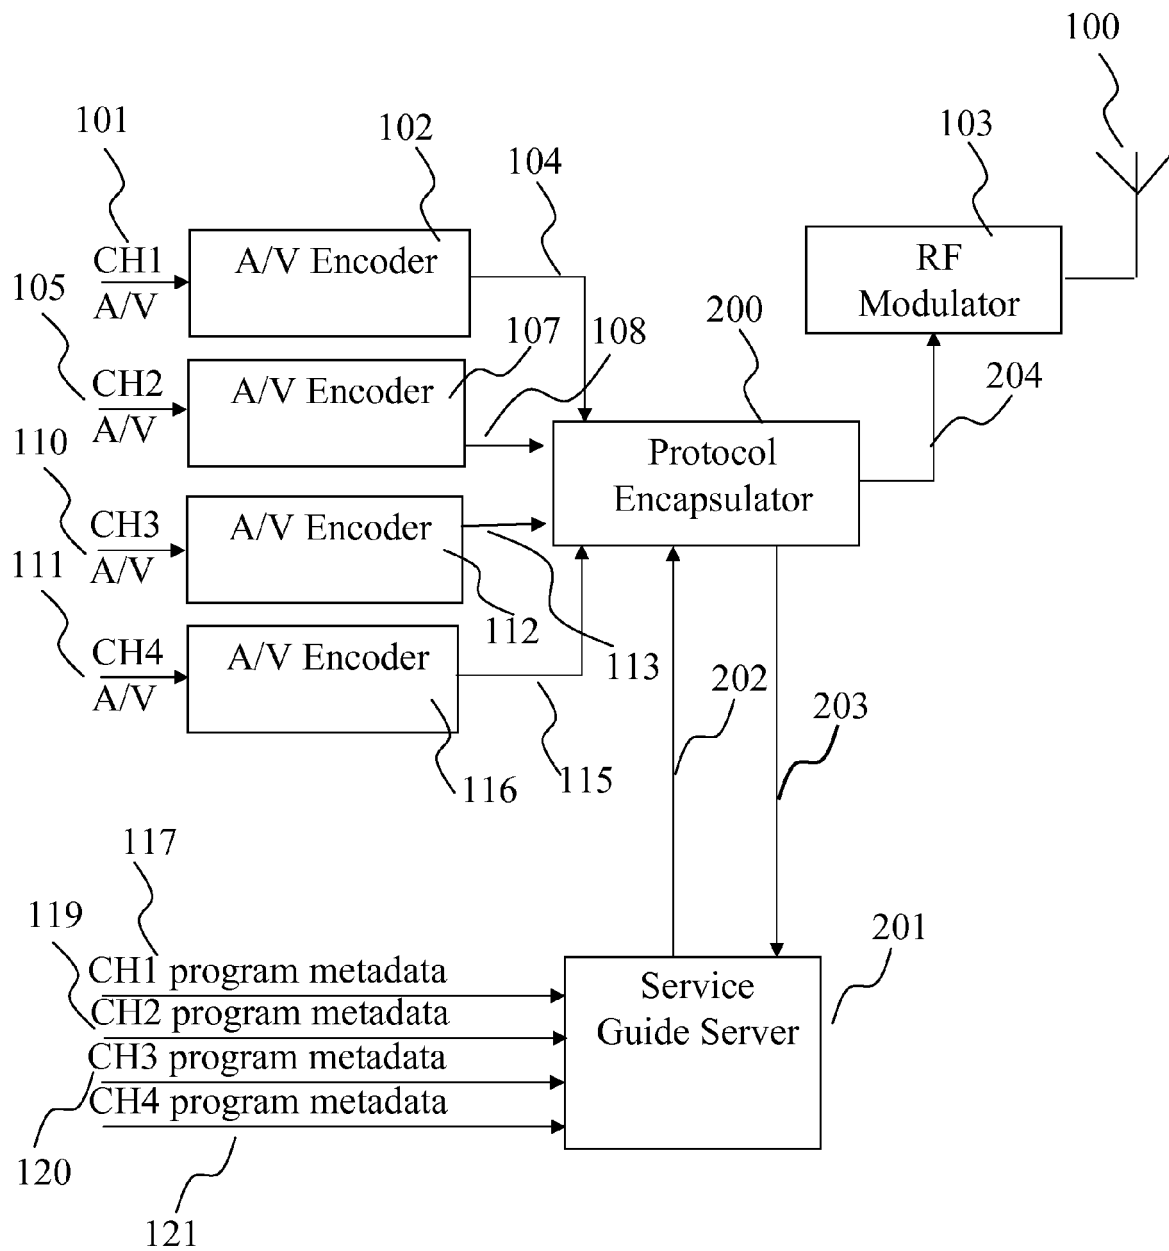 100
101
102
103
104
CH1
A/V
A/V Encoder
RF
Modulator
105
107
108
200
204
CH2
A/V
A/V Encoder
Protocol
Encapsulator
110
CH3
A/V
A/V Encoder
111
112
113
CH4
A/V
A/V Encoder
202
203
116
115
117
119
201
CH1 program metadata
CH2 program metadata
CH3 program metadata
CH4 program metadata
Service
Guide Server
120
121